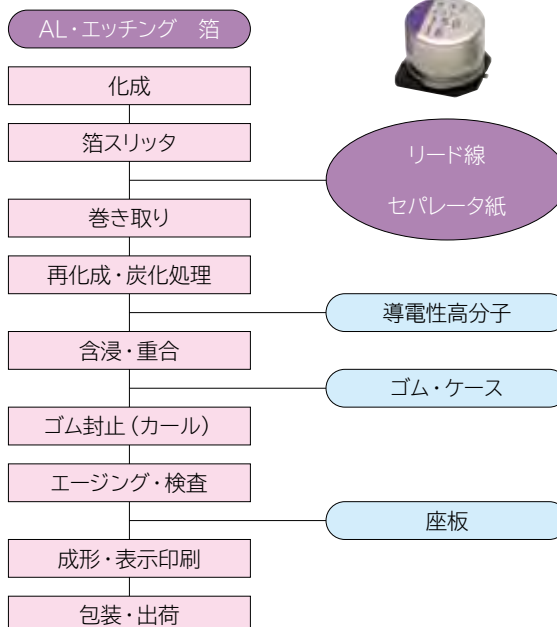 AL・エッチング 箔
化成
箔スリッタ
リード線
セパレータ紙
巻き取り
再化成・炭化処理
導電性高分子
含浸・重合
ゴム・ケース
ゴム封止（カール）
エージング・検査
座板
成形・表示印刷
包装・出荷